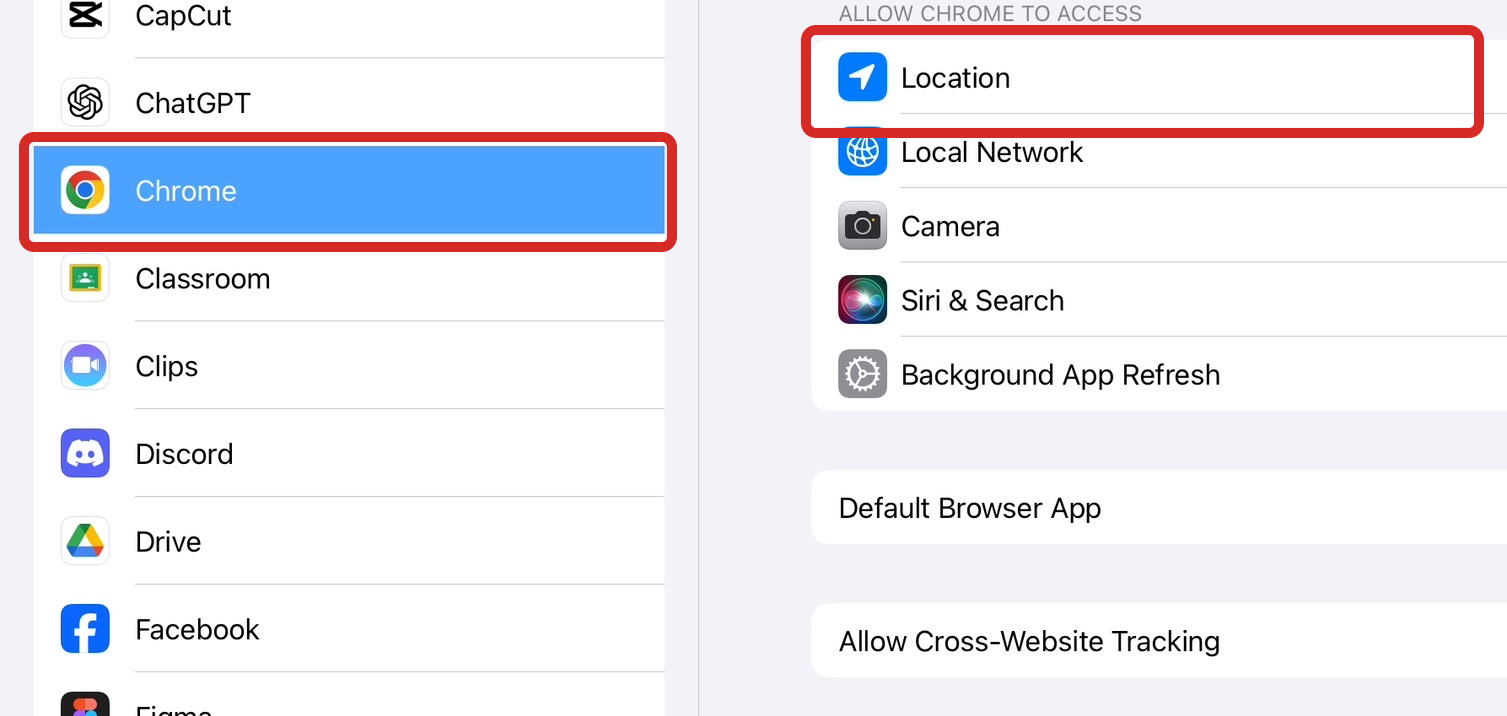 CapCut
ChatGPT
Chrome
Classroom
Clips
Discord
Drive
Facebook
Figma
ALLOW CHROME TO ACCESS
Location
Local Network
Camera
Siri & Search
Background App Refresh
Default Browser App
Allow Cross-Website Tracking